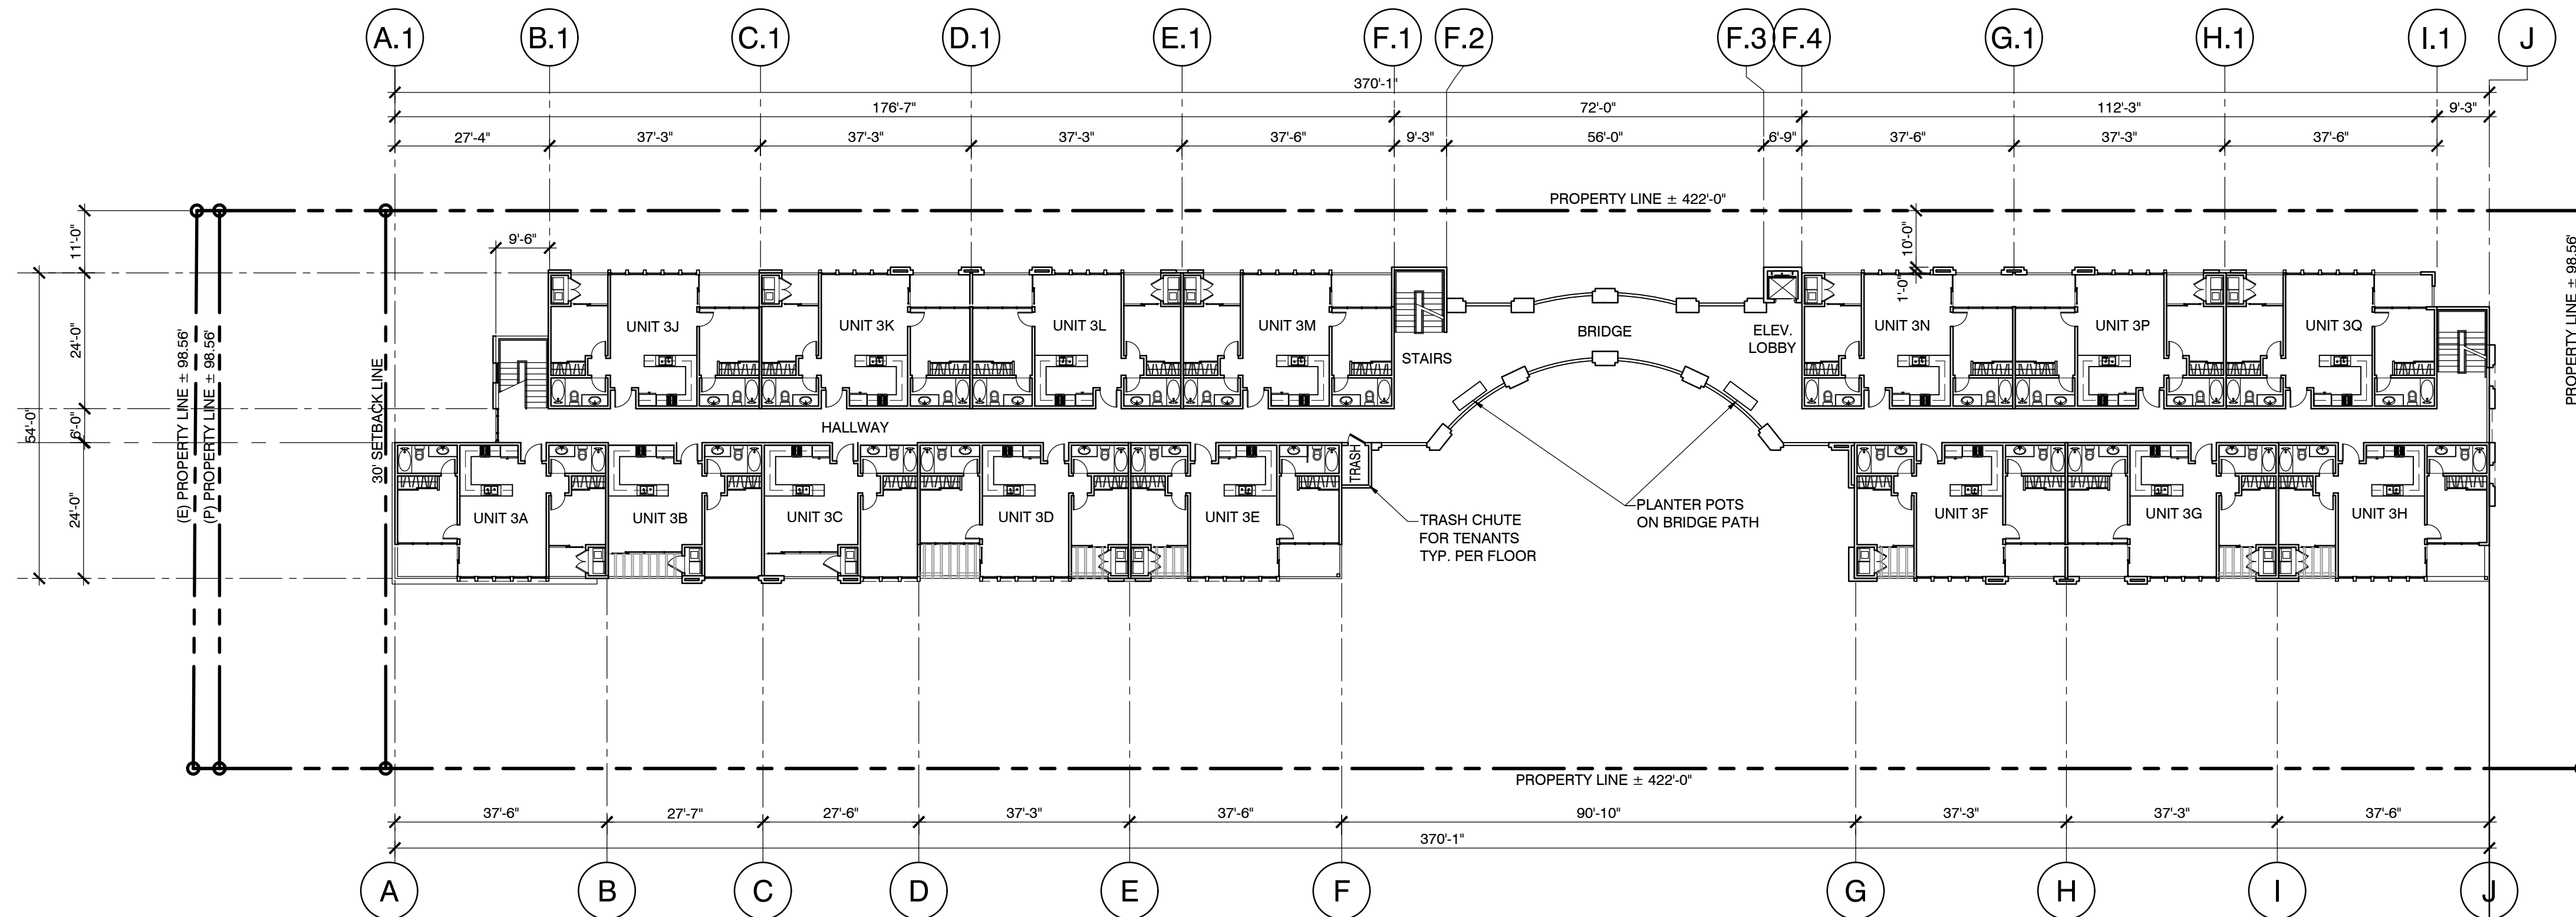 A.1 B.1 C.1 D.1 E.1 F.1 F.2 F.3 F.4 G.1 H.1 I.1 J
370'-1"
176'-7" 72'-0" 112'-3" 9'-3"
27'-4" 37'-3" 37'-3" 37'-3" 37'-6" 9'-3" 56'-0" 6'-9" 37'-6" 37'-3" 37'-6"
PROPERTY LINE ± 422'-0"
11'-0"
9'-6"
10'-0"
1'-0"
PROPERTY LINE ± 98.56'
24'-0"
54'-0"
6'-0"
24'-0"
(E) PROPERTY LINE ± 98.56'
(P) PROPERTY LINE ± 98.56'
30' SETBACK LINE
UNIT 3J
UNIT 3K
UNIT 3L
UNIT 3M
STAIRS
BRIDGE
ELEV.
LOBBY
UNIT 3N
UNIT 3P
UNIT 3Q
HALLWAY
TRASH
UNIT 3A
UNIT 3B
UNIT 3C
UNIT 3D
UNIT 3E
TRASH CHUTE
FOR TENANTS
TYP. PER FLOOR
PLANTER POTS
ON BRIDGE PATH
UNIT 3F
UNIT 3G
UNIT 3H
PROPERTY LINE ± 422'-0"
37'-6" 27'-7" 27'-6" 37'-3" 37'-6" 90'-10" 37'-3" 37'-3" 37'-6"
370'-1"
A B C D E F G H I J